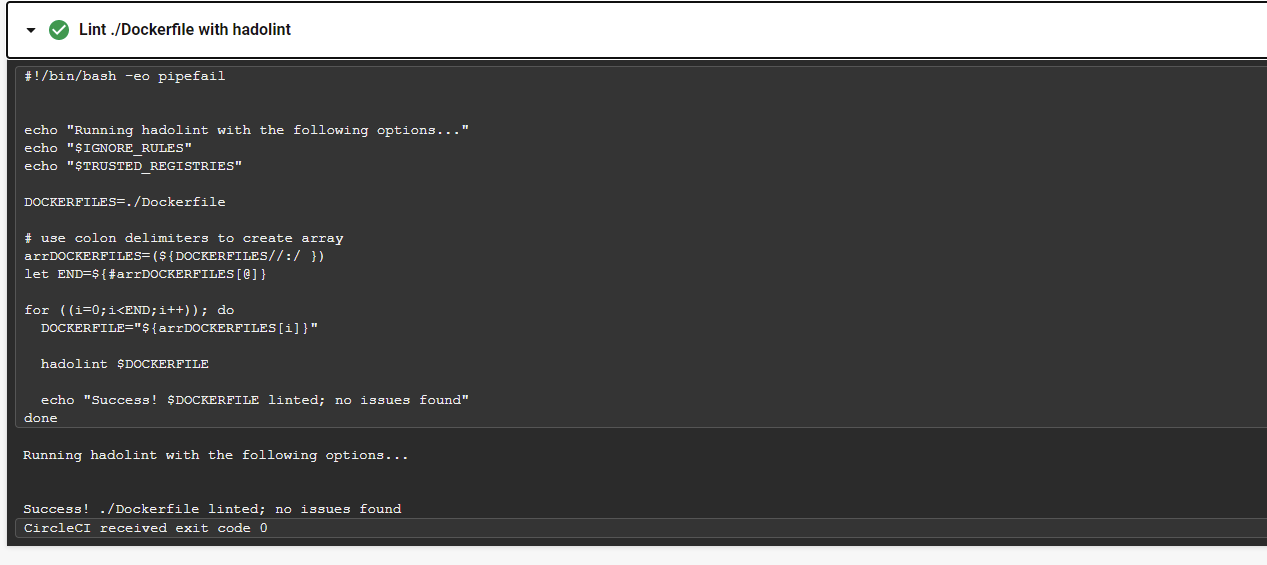 Lint ./Dockerfile with hadolint
#!/bin/bash -eo pipefail
echo "Running hadolint with the following options..."
echo "$IGNORE_RULES"
echo "$TRUSTED_REGISTRIES"
DOCKERFILES=./Dockerfile
# use colon delimiters to create array
arrDOCKERFILES=(${DOCKERFILES//:/ })
let END=${#arrDOCKERFILES[@]}
for ((i=0;i<END;i++)); do
  DOCKERFILE="${arrDOCKERFILES[i]}"
  hadolint $DOCKERFILE
  echo "Success! $DOCKERFILE linted; no issues found"
done
Running hadolint with the following options...
Success! ./Dockerfile linted; no issues found
CircleCI received exit code 0